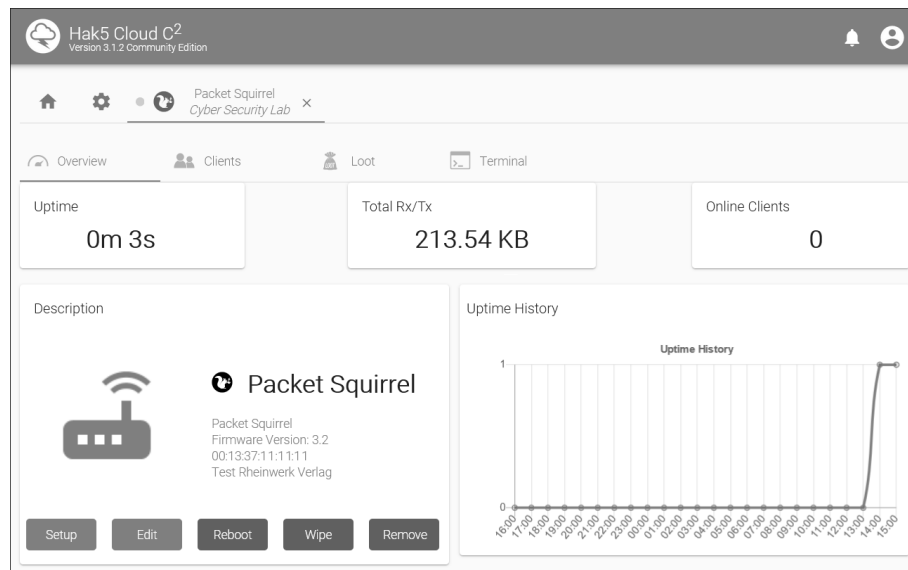 Hak5 Cloud C2
Version 3.1.2 Community Edition
Packet Squirrel
Cyber Security Lab
Overview
Clients
LOOT
Loot
>_
Terminal
Uptime
0m 3s
Total Rx/Tx
213.54 KB
Online Clients
0
Description
Packet Squirrel
Packet Squirrel
Firmware Version: 3.2
00:13:37:11:11:11
Test Rheinwerk Verlag
Setup
Edit
Reboot
Wipe
Remove
Uptime History
Uptime History
1
0
16:00 17:00 18:00 19:00 20:00 21:00 22:00 23:00 00:00 01:00 02:00 03:00 04:00 05:00 06:00 07:00 08:00 09:00 10:00 11:00 12:00 13:00 14:00 15:00